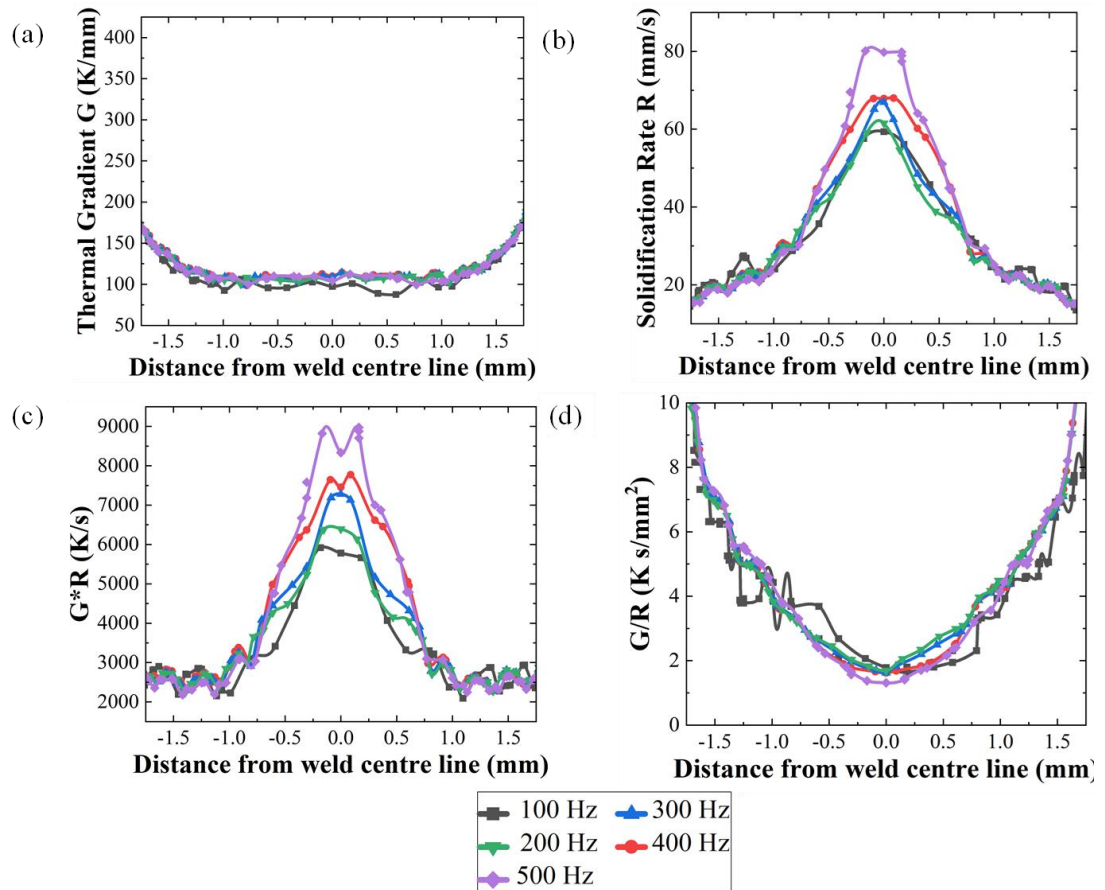 (a)
Thermal Gradient G (K/mm)
400
350
300
250
200
150
100
50
-1.5 -1.0 -0.5 0.0 0.5 1.0 1.5
Distance from weld centre line (mm)
(b)
Solidification Rate R (mm/s)
80
60
40
20
-1.5 -1.0 -0.5 0.0 0.5 1.0 1.5
Distance from weld centre line (mm)
(c)
G*R (K/s)
9000
8000
7000
6000
5000
4000
3000
2000
-1.5 -1.0 -0.5 0.0 0.5 1.0 1.5
Distance from weld centre line (mm)
(d)
G/R (K s/mm²)
10
8
6
4
2
0
-1.5 -1.0 -0.5 0.0 0.5 1.0 1.5
Distance from weld centre line (mm)
100 Hz 300 Hz
200 Hz 400 Hz
500 Hz